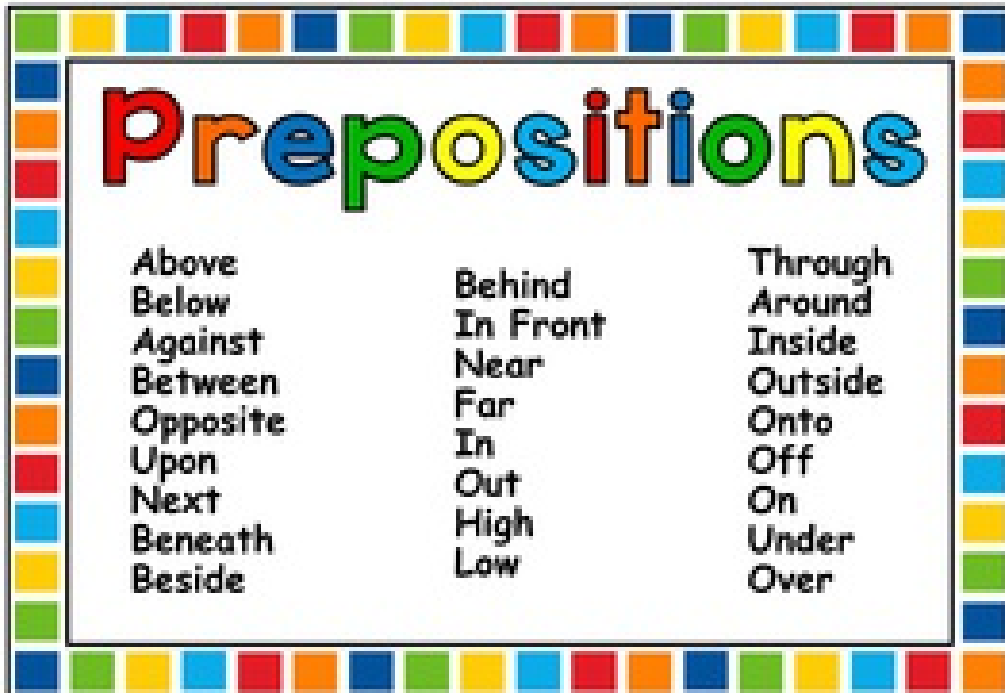 Prepositions
Above
Below
Against
Between
Opposite
Upon
Next
Beneath
Beside
Behind
In Front
Near
Far
In
Out
High
Low
Through
Around
Inside
Outside
Onto
Off
On
Under
Over